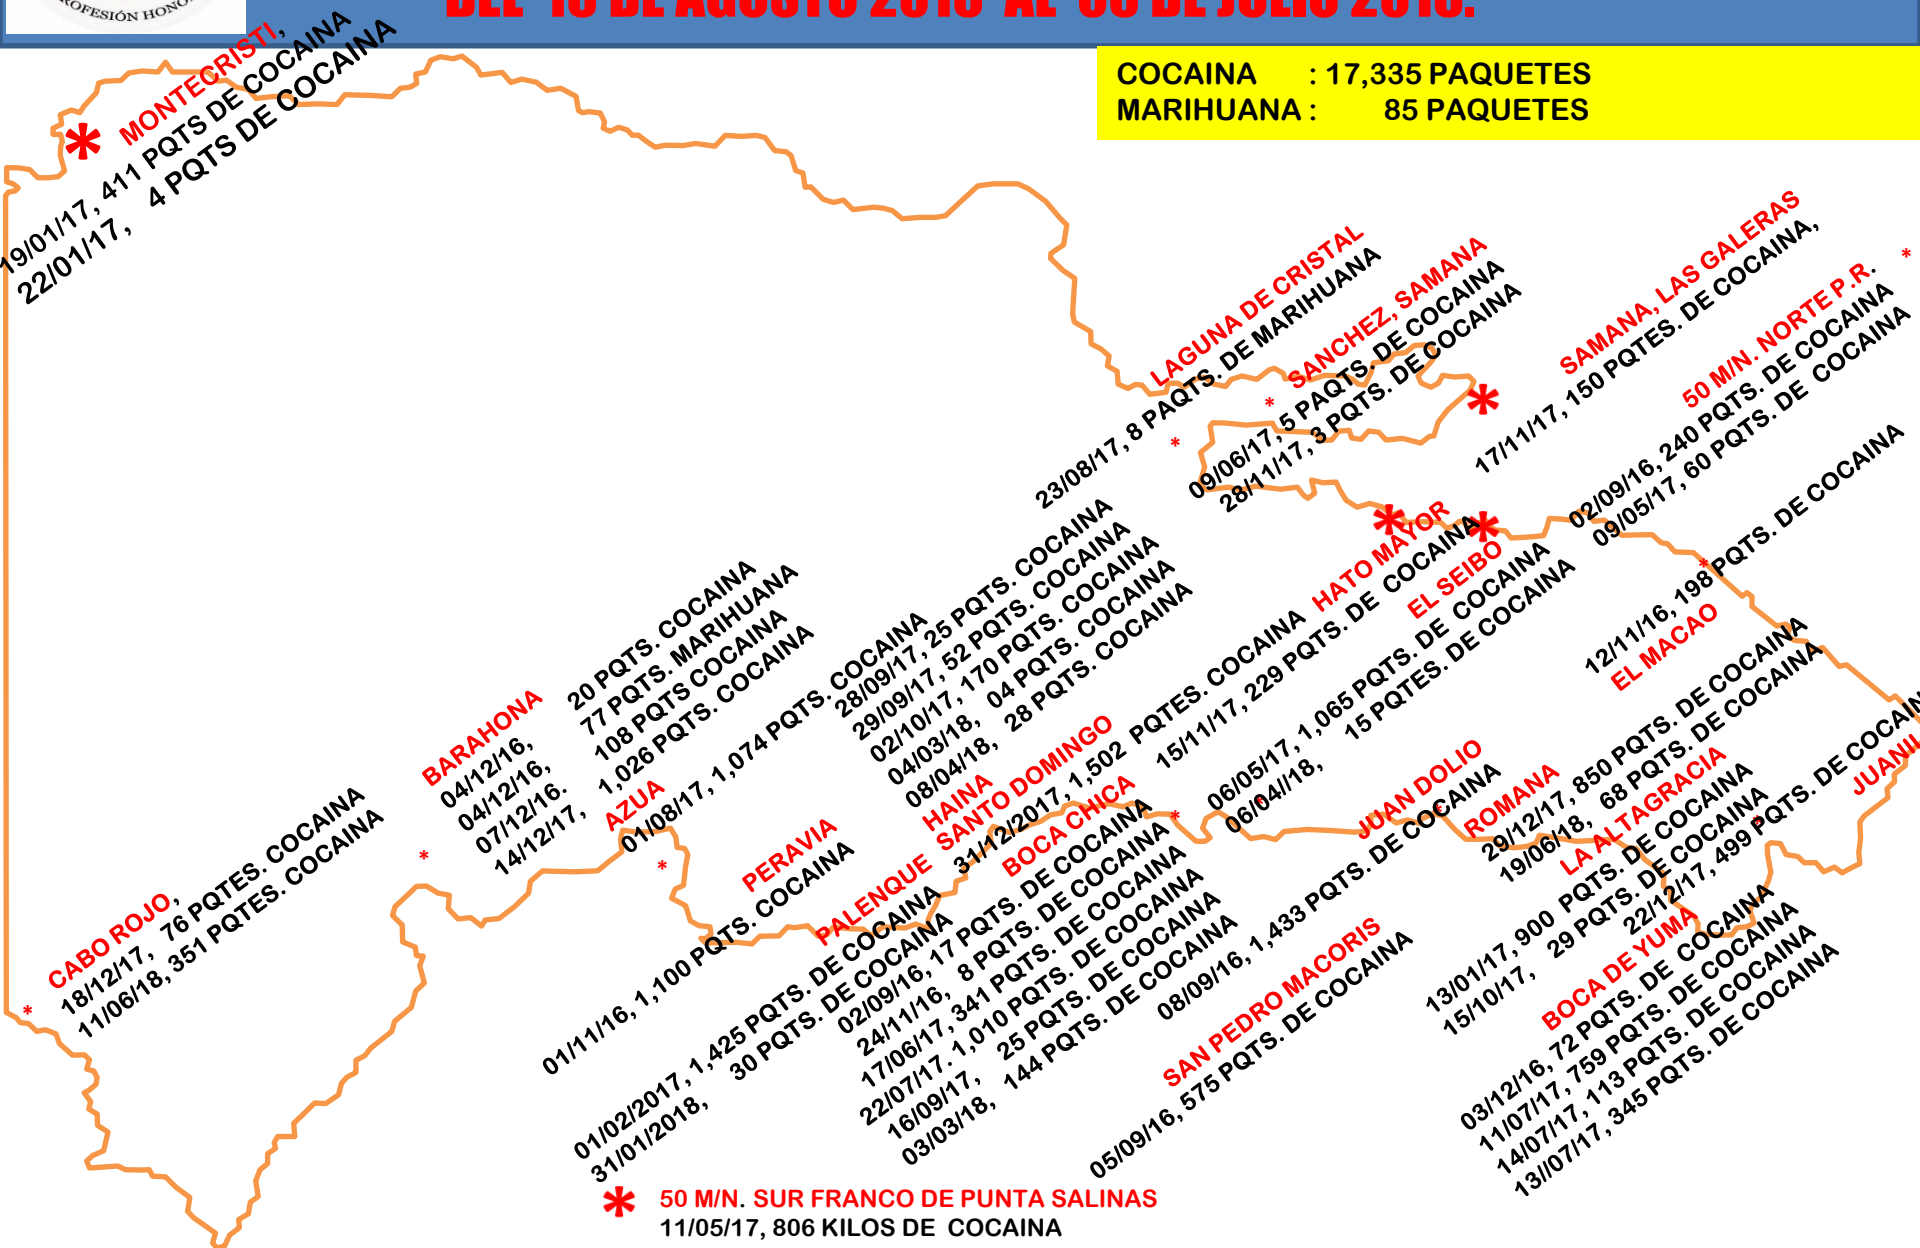 PROFESIÓN HONO
DEL 16 DE AGOSTO 2016 AL 06 DE JULIO 2018.
COCAINA : 17,335 PAQUETES
MARIHUANA : 85 PAQUETES
MONTECRISTI,
19/01/17, 411 PQTS DE COCAINA
22/01/17, 4 PQTS DE COCAINA
LAGUNA DE CRISTAL
23/08/17, 8 PAQTS. DE MARIHUANA
SANCHEZ, SAMANA
09/06/17, 5 PAQTS. DE COCAINA
28/11/17, 3 PQTS. DE COCAINA
SAMANA, LAS GALERAS
17/11/17, 150 PQTES. DE COCAINA,
50 M/N. NORTE P.R.
02/09/16, 240 PQTS. DE COCAINA
09/05/17, 60 PQTS. DE COCAINA
12/11/16, 198 PQTS. DE COCAINA
EL MACAO
HATO MAYOR
15/11/17, 229 PQTS. DE COCAINA
EL SEIBO
06/05/17, 1,065 PQTS. DE COCAINA
06/04//18, 15 PQTES. DE COCAINA
BARAHONA
04/12/16, 20 PQTS. COCAINA
04/12/16, 77 PQTS. MARIHUANA
07/12/16. 108 PQTS COCAINA
14/12/17, 1,026 PQTS. COCAINA
AZUA
01/08/17, 1,074 PQTS. COCAINA
28/09/17, 25 PQTS. COCAINA
29/09/17, 52 PQTS. COCAINA
02/10/17, 170 PQTS. COCAINA
04/03/18, 04 PQTS. COCAINA
08/04/18, 28 PQTS. COCAINA
HAINA
SANTO DOMINGO
31/12/2017, 1,502 PQTES. COCAINA
CABO ROJO,
18/12/17, 76 PQTES. COCAINA
11/06/18, 351 PQTES. COCAINA
PERAVIA
01/11/16, 1,100 PQTS. COCAINA
PALENQUE
01/02/2017, 1,425 PQTS. DE COCAINA
31/01/2018, 30 PQTS. DE COCAINA
BOCA CHICA
02/09/16, 17 PQTS. DE COCAINA
24/11/16, 8 PQTS. DE COCAINA
17/06/17, 341 PQTS. DE COCAINA
22/07/17. 1,010 PQTS. DE COCAINA
16/09/17, 25 PQTS. DE COCAINA
03/03/18, 144 PQTS. DE COCAINA
JUAN DOLIO
08/09/16, 1,433 PQTS. DE COCAINA
SAN PEDRO MACORIS
05/09/16, 575 PQTS. DE COCAINA
ROMANA
29/12/17, 850 PQTS. DE COCAINA
19/06/18, 68 PQTS. DE COCAINA
LA ALTAGRACIA
13/01/17, 900 PQTS. DE COCAINA
15/10/17, 29 PQTS. DE COCAINA
JUANIL
22/12/17, 499 PQTS. DE COCAIN
BOCA DE YUMA
03/12/16, 72 PQTS. DE COCAINA
11/07/17, 759 PQTS. DE COCAINA
14/07/17, 113 PQTS. DE COCAINA
13//07/17, 345 PQTS. DE COCAINA
50 M/N. SUR FRANCO DE PUNTA SALINAS
11/05/17, 806 KILOS DE COCAINA